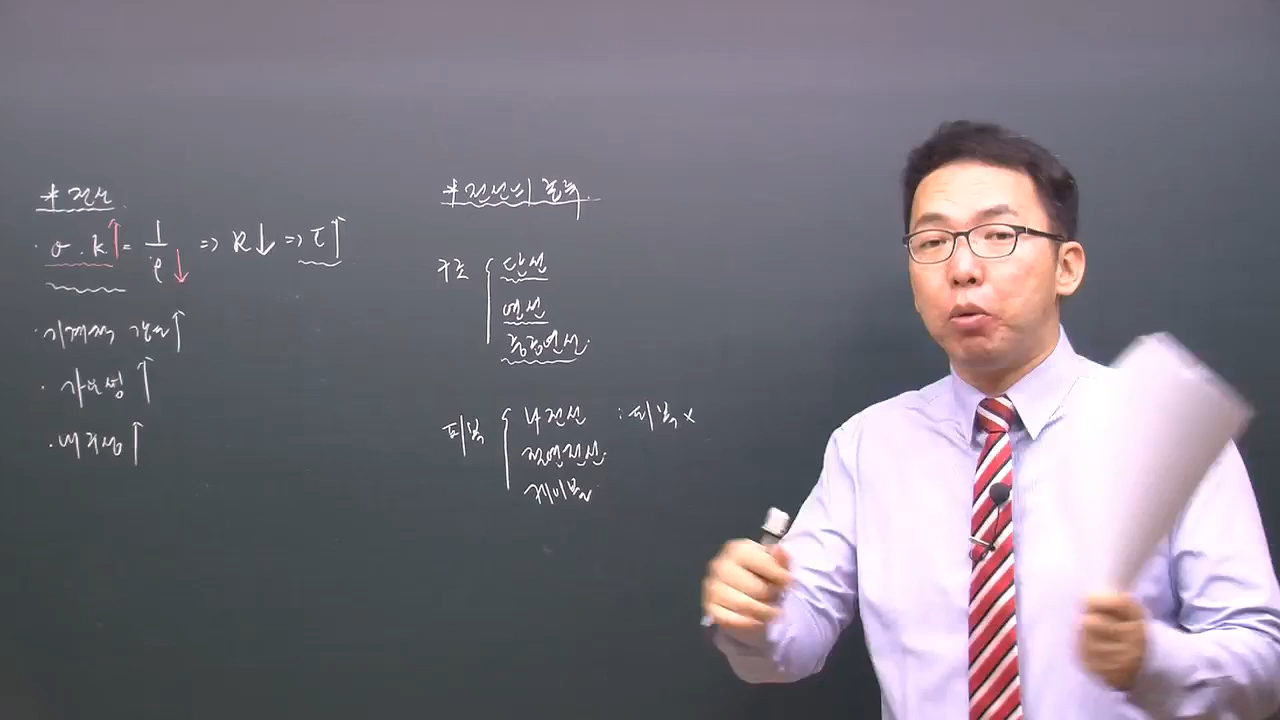 * 전선
· σ. k↑ = 1/ρ↓ ⇒ R↓ ⇒ I↑
· 기계적 강도↑
· 가요성↑
· 내구성↑
* 전선의 종류
구조 { 단선
연선
중공연선
피복 { 나전선 : 피복 x
절연전선
케이블